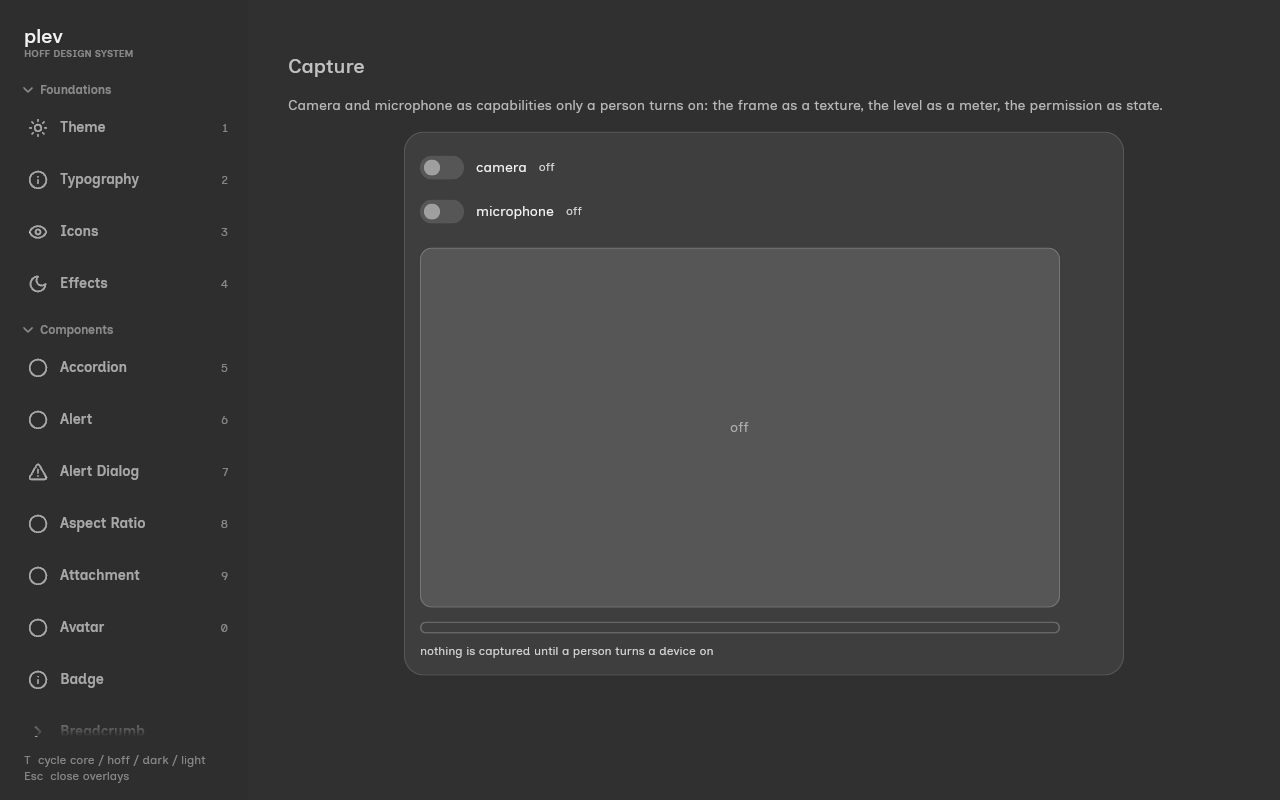 plev
HOFF DESIGN SYSTEM
Foundations
Theme 1
Typography 2
Icons 3
Effects 4
Components
Accordion 5
Alert 6
Alert Dialog 7
Aspect Ratio 8
Attachment 9
Avatar 0
Badge
Breadcrumb
T cycle core / hoff / dark / light
Esc close overlays
Capture
Camera and microphone as capabilities only a person turns on: the frame as a texture, the level as a meter, the permission as state.
camera off
microphone off
off
nothing is captured until a person turns a device on